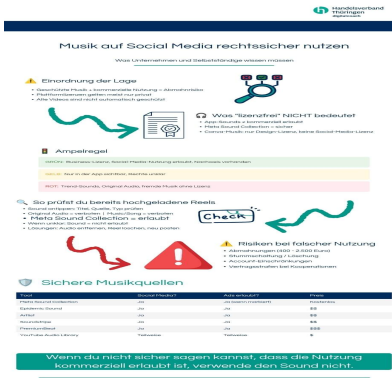 Handelsverband
Thüringen
digitalcoach
Musik auf Social Media rechtssicher nutzen
Was Unternehmen und Selbstständige wissen müssen
Einordnung der Lage
Geschützte Musik + kommerzielle Nutzung = Abmahnrisiko
Plattformlizenzen gelten meist nur privat
Alte Videos sind nicht automatisch geschützt
Was "lizenzfrei" NICHT bedeutet
App-Sounds ≠ kommerziell erlaubt
Meta Sound Collection = sicher
Canva: Musik nur Design-Lizenz, keine Social-Media-Lizenz
Ampelregel
GRÜN: Business-Lizenz, Social-Media-Nutzung erlaubt, Nachweis vorhanden
GELB: Nur in der App sichtbar, Rechte unklar
ROT: Trend-Sounds, Original Audio, fremde Musik ohne Lizenz
So prüfst du bereits hochgeladene Reels
Sound antippen: Titel, Quelle, Typ prüfen
Original Audio = verboten | Music/Song = verboten
Meta Sound Collection = erlaubt
Wenn unklar: Sound = nicht erlaubt
Lösungen: Audio entfernen, Reel löschen, neu posten
Check
Risiken bei falscher Nutzung
Abmahnungen (300 - 2.500 Euro)
Stummschaltung / Löschung
Account-Einschränkungen
Vertragsstrafen bei Kooperationen
Sichere Musikquellen
Tool Social Media? Ads erlaubt? Preis
Meta Sound Collection Ja Kostenlos
Epidemic Sound Ja Ja $$
Artlist Ja Ja $$
Soundstripe Ja Ja $$
PremiumBeat Ja Ja $$$
YouTube Audio Library Teilweise Teilweise $
Wenn du nicht sicher sagen kannst, dass die Nutzung
kommerziell erlaubt ist, verwende den Sound nicht.